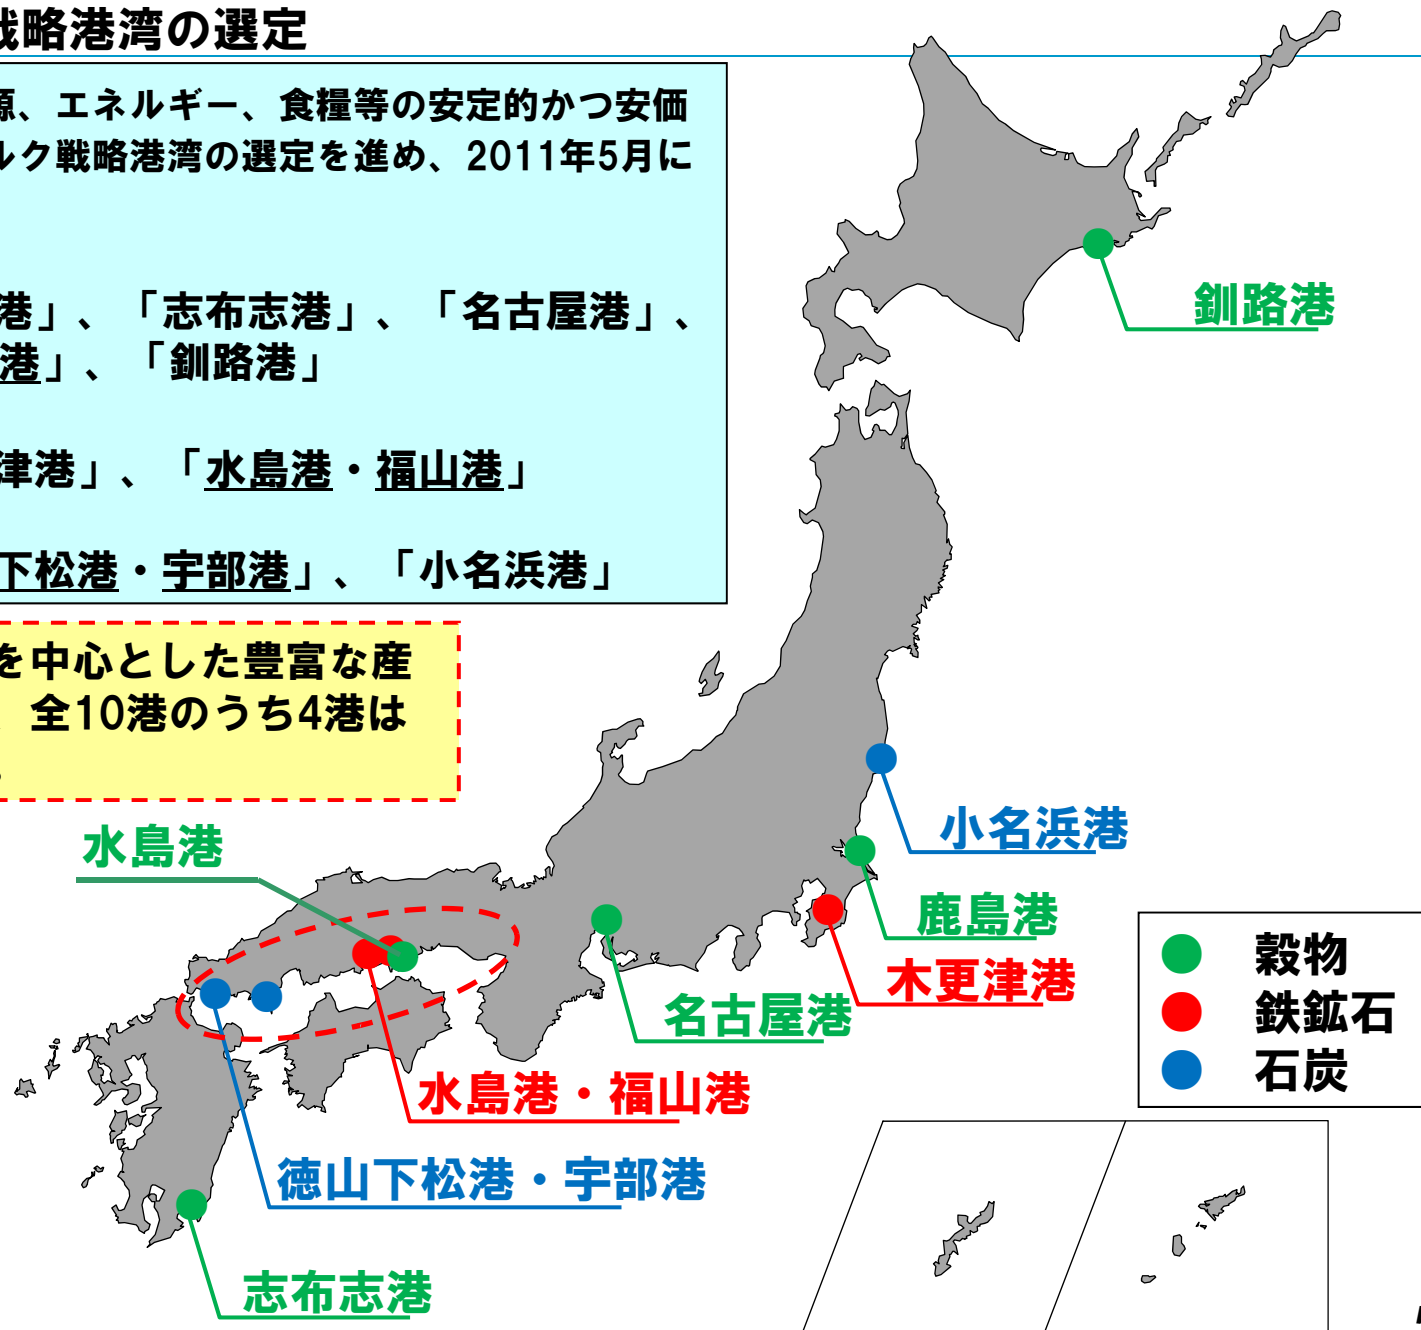 戦略港湾の選定
源、エネルギー、食糧等の安定的かつ安価
ルク戦略港湾の選定を進め、2011年5月に
港」、「志布志港」、「名古屋港」、
港」、「釧路港」
津港」、「水島港・福山港」
下松港・宇部港」、「小名浜港」
を中心とした豊富な産
、全10港のうち4港は
。
釧路港
水島港
小名浜港
鹿島港
木更津港
名古屋港
水島港・福山港
徳山下松港・宇部港
志布志港
穀物
鉄鉱石
石炭